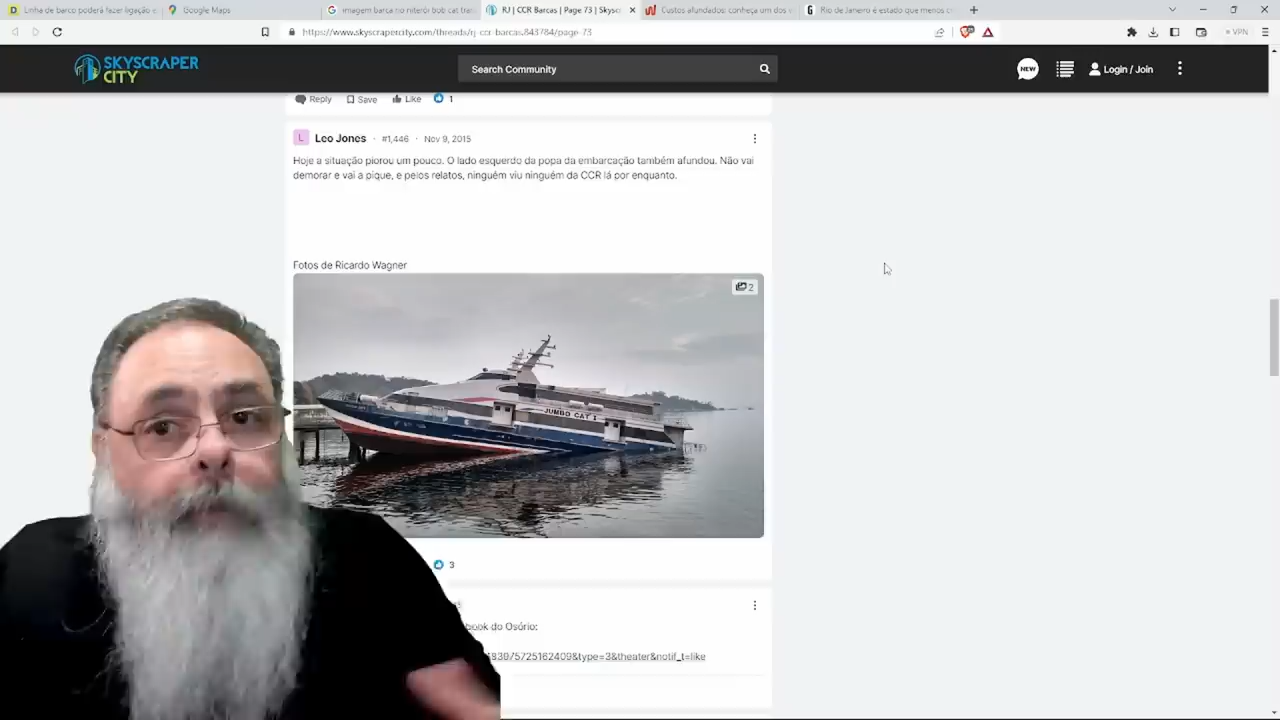 Linha de barco poderá fazer ligação e
Google Maps
imagem barca rio niterói bob cat tran
RJ | CCR Barcas | Page 73 | Skysc
Custos afundados: conheça um dos
Rio de Janeiro é estado que menos c
https://www.skyscrapercity.com/threads/rj-ccr-barcas.843784/page-73
VPN
SKYSCRAPER
CITY
Search Community
NEW
Login / Join
Reply
Save
Like
1
L
Leo Jones · #1,446 · Nov 9, 2015
Hoje a situação piorou um pouco. O lado esquerdo da popa da embarcação também afundou. Não vai
demorar e vai a pique, e pelos relatos, ninguém viu ninguém da CCR lá por enquanto.
Fotos de Ricardo Wagner
2
JUMBO CAT 1
3
book do Osório:
83975725162409&type=3&theater&notif_t=like